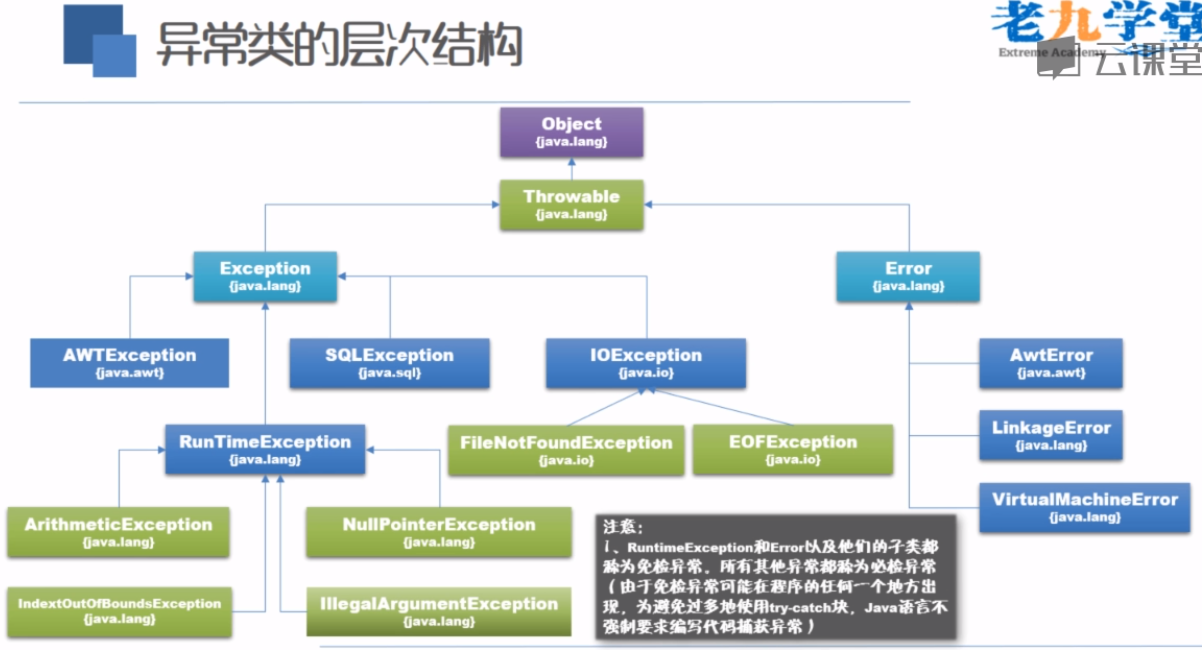 异常类的层次结构
老九学堂
Extreme Academy
云课堂
Object
{java.lang}
Throwable
{java.lang}
Exception
{java.lang}
Error
{java.lang}
AWTException
{java.awt}
SQLException
{java.sql}
IOException
{java.io}
AwtError
{java.awt}
RunTimeException
{java.lang}
FileNotFoundException
{java.io}
EOFException
{java.io}
LinkageError
{java.lang}
VirtualMachineError
{java.lang}
ArithmeticException
{java.lang}
NullPointerException
{java.lang}
IndextOutOfBoundsException
{java.lang}
IllegalArgumentException
{java.lang}
注意：
1、RuntimeException和Error以及他们的子类都
称为免检异常。所有其他异常都称为必检异常
（由于免检异常可能在程序的任何一个地方出
现，为避免过多地使用try-catch块，Java语言不
强制要求编写代码捕获异常）